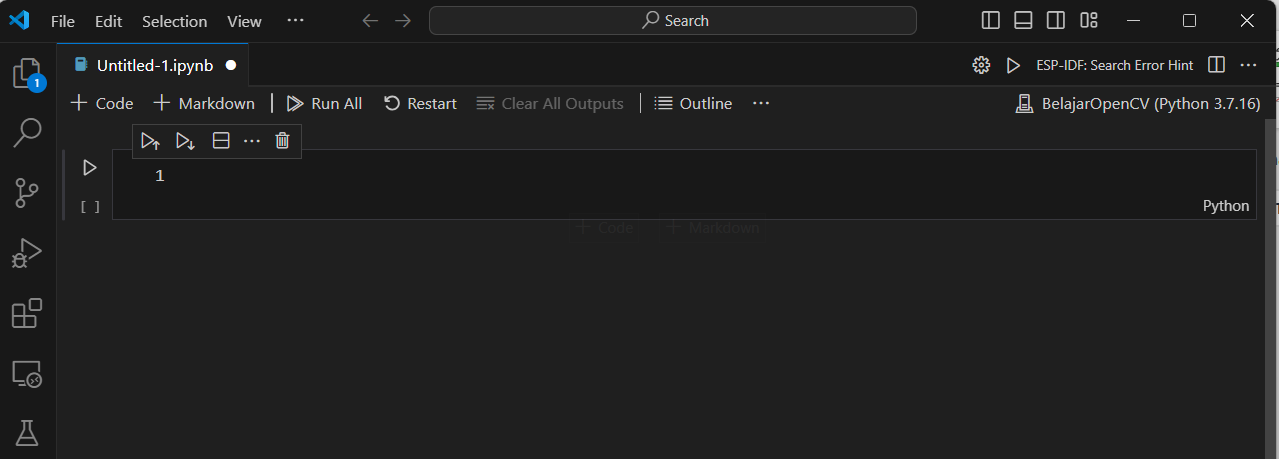 File Edit Selection View ··· Search
1
Untitled-1.ipynb ESP-IDF: Search Error Hint ···
+ Code + Markdown | Run All Restart Clear All Outputs | Outline ··· BelajarOpenCV (Python 3.7.16)
1
[ ]
Python
+ Code + Markdown